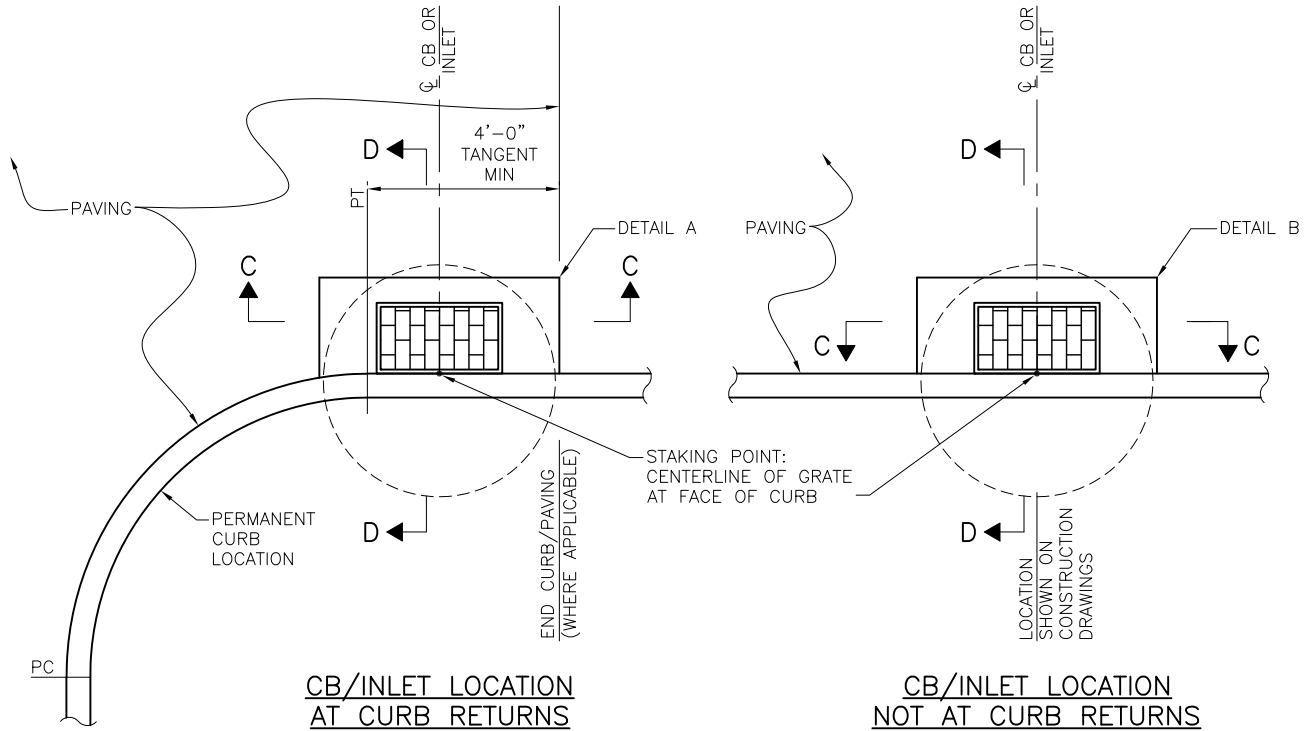 ℄ CB OR
INLET
4'-0"
TANGENT
MIN
D
PT
PAVING
DETAIL A
C
C
D
PERMANENT
CURB
LOCATION
END CURB/PAVING
(WHERE APPLICABLE)
PC
CB/INLET LOCATION
AT CURB RETURNS
STAKING POINT:
CENTERLINE OF GRATE
AT FACE OF CURB
℄ CB OR
INLET
D
PAVING
DETAIL B
C
C
D
LOCATION
SHOWN ON
CONSTRUCTION
DRAWINGS
CB/INLET LOCATION
NOT AT CURB RETURNS